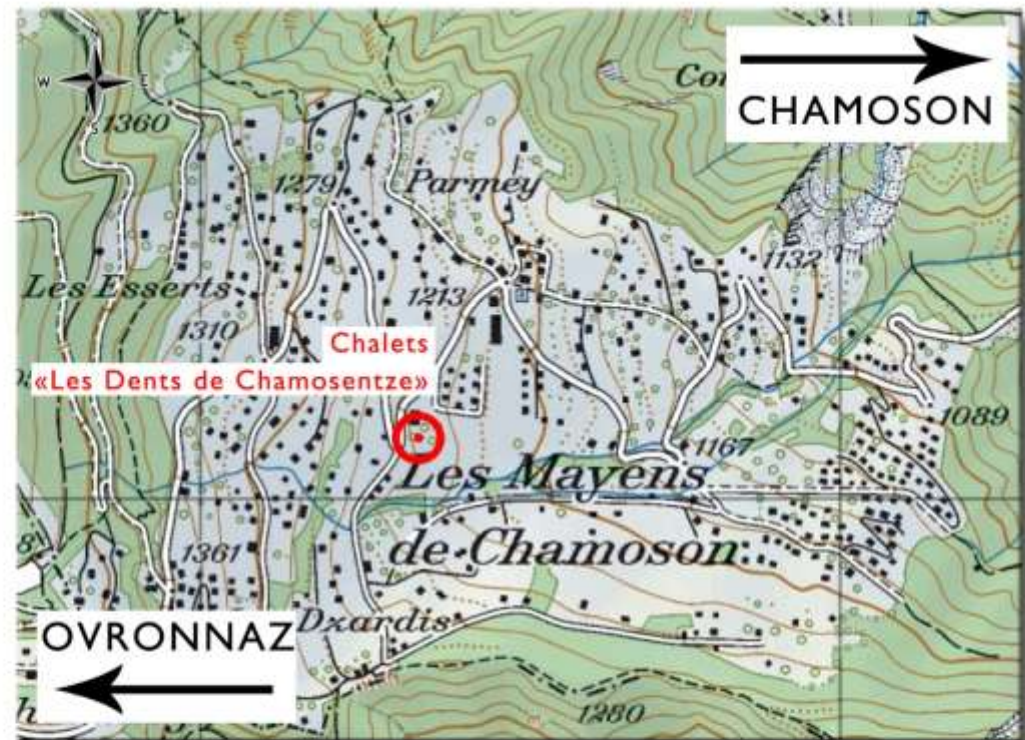 W
E
1360
Con
CHAMOSON
1279
Parmey
1132
Les Esserts
1213
P
1310
Chalets
«Les Dents de Chamosentze»
1089
1167
Les Mayens
de Chamoson
1361
OVRONNAZ
Dzardis
h
1280